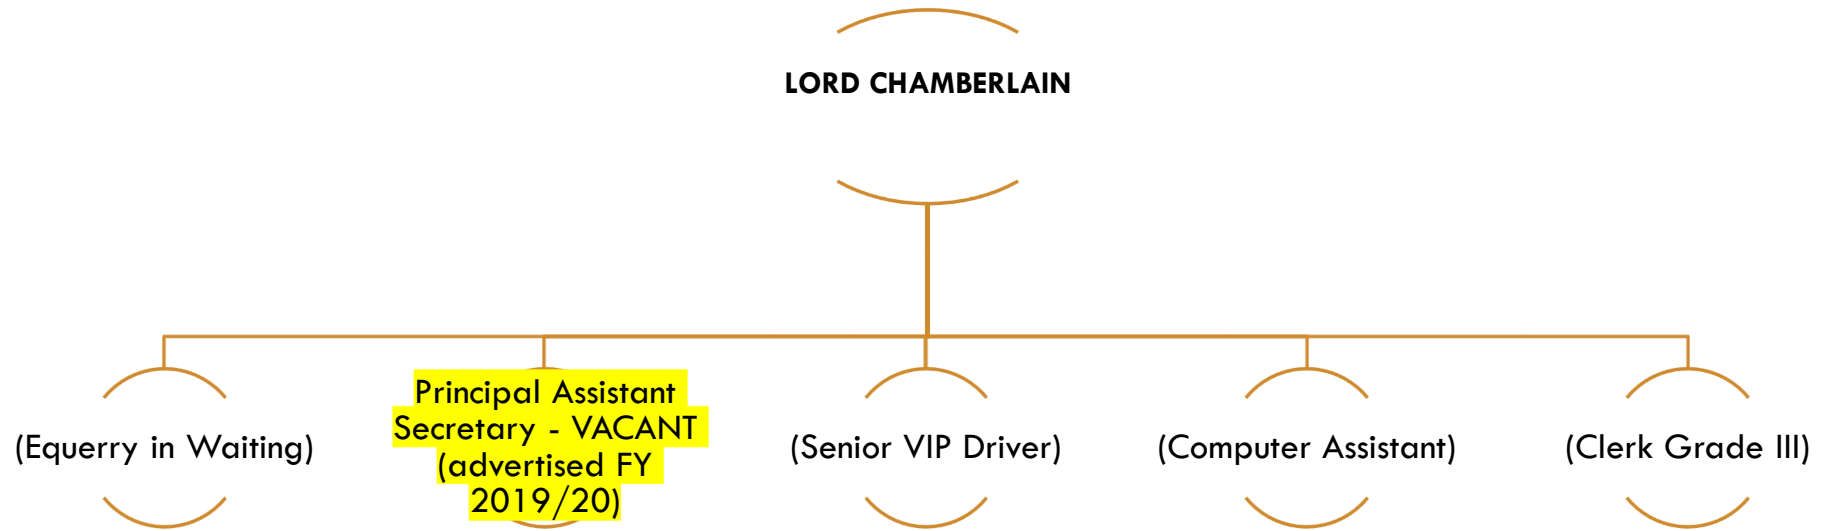 LORD CHAMBERLAIN
(Equerry in Waiting)
Principal Assistant
Secretary - VACANT
(advertised FY
2019/20)
(Senior VIP Driver)
(Computer Assistant)
(Clerk Grade III)